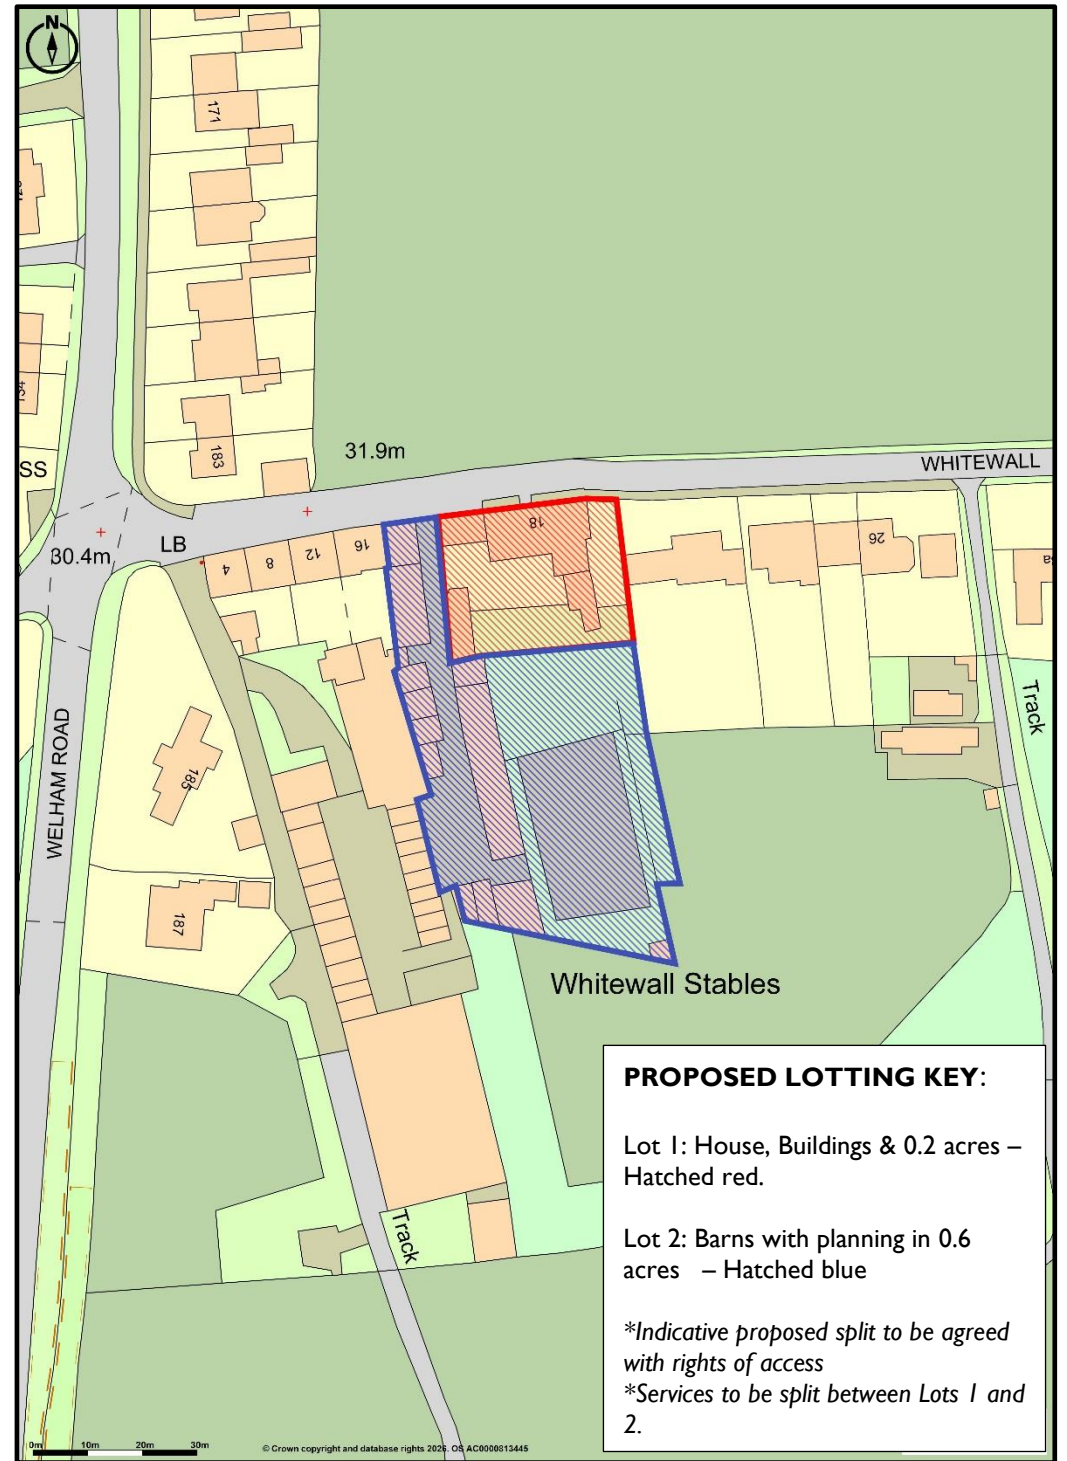 N
171
183
31.9m
WHITEWALL
SS
30.4m
LB
4
8
12
16
18
26
WELHAM ROAD
185
187
Track
Whitewall Stables
Track
PROPOSED LOTTING KEY:
Lot 1: House, Buildings & 0.2 acres –
Hatched red.
Lot 2: Barns with planning in 0.6
acres – Hatched blue
*Indicative proposed split to be agreed
with rights of access
*Services to be split between Lots 1 and
2.
0m 10m 20m 30m
© Crown copyright and database rights 2026. OS AC0000813445